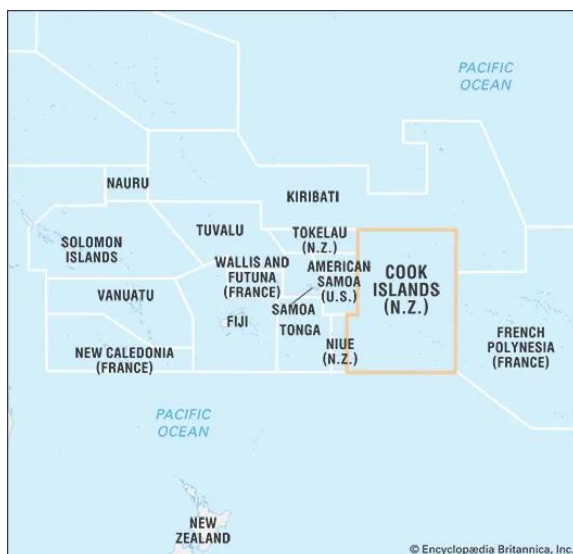 PACIFIC
OCEAN
NAURU
KIRIBATI
TUVALU
TOKELAU
(N.Z.)
SOLOMON
ISLANDS
WALLIS AND
FUTUNA
(FRANCE)
AMERICAN
SAMOA
(U.S.)
COOK
ISLANDS
(N.Z.)
VANUATU
SAMOA
FIJI
TONGA
NIUE
(N.Z.)
FRENCH
POLYNESIA
(FRANCE)
NEW CALEDONIA
(FRANCE)
PACIFIC
OCEAN
NEW
ZEALAND
© Encyclopædia Britannica, Inc.